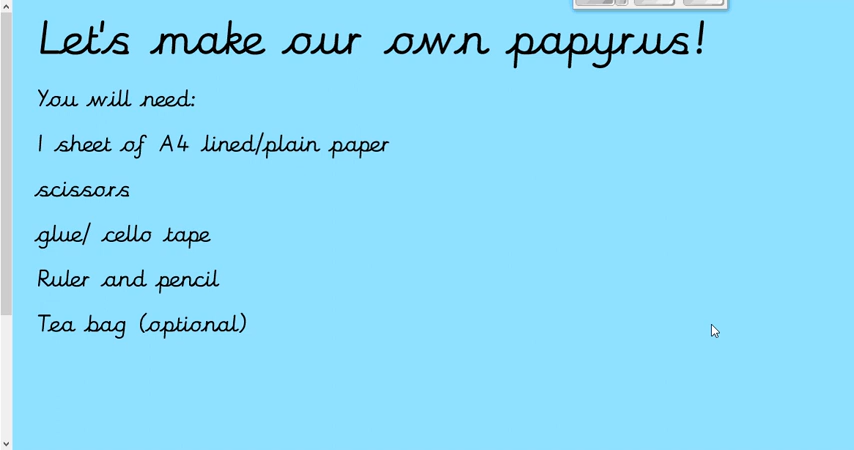 Let's make our own papyrus!
You will need:
1 sheet of A4 lined/plain paper
scissors
glue/ cello tape
Ruler and pencil
Tea bag (optional)